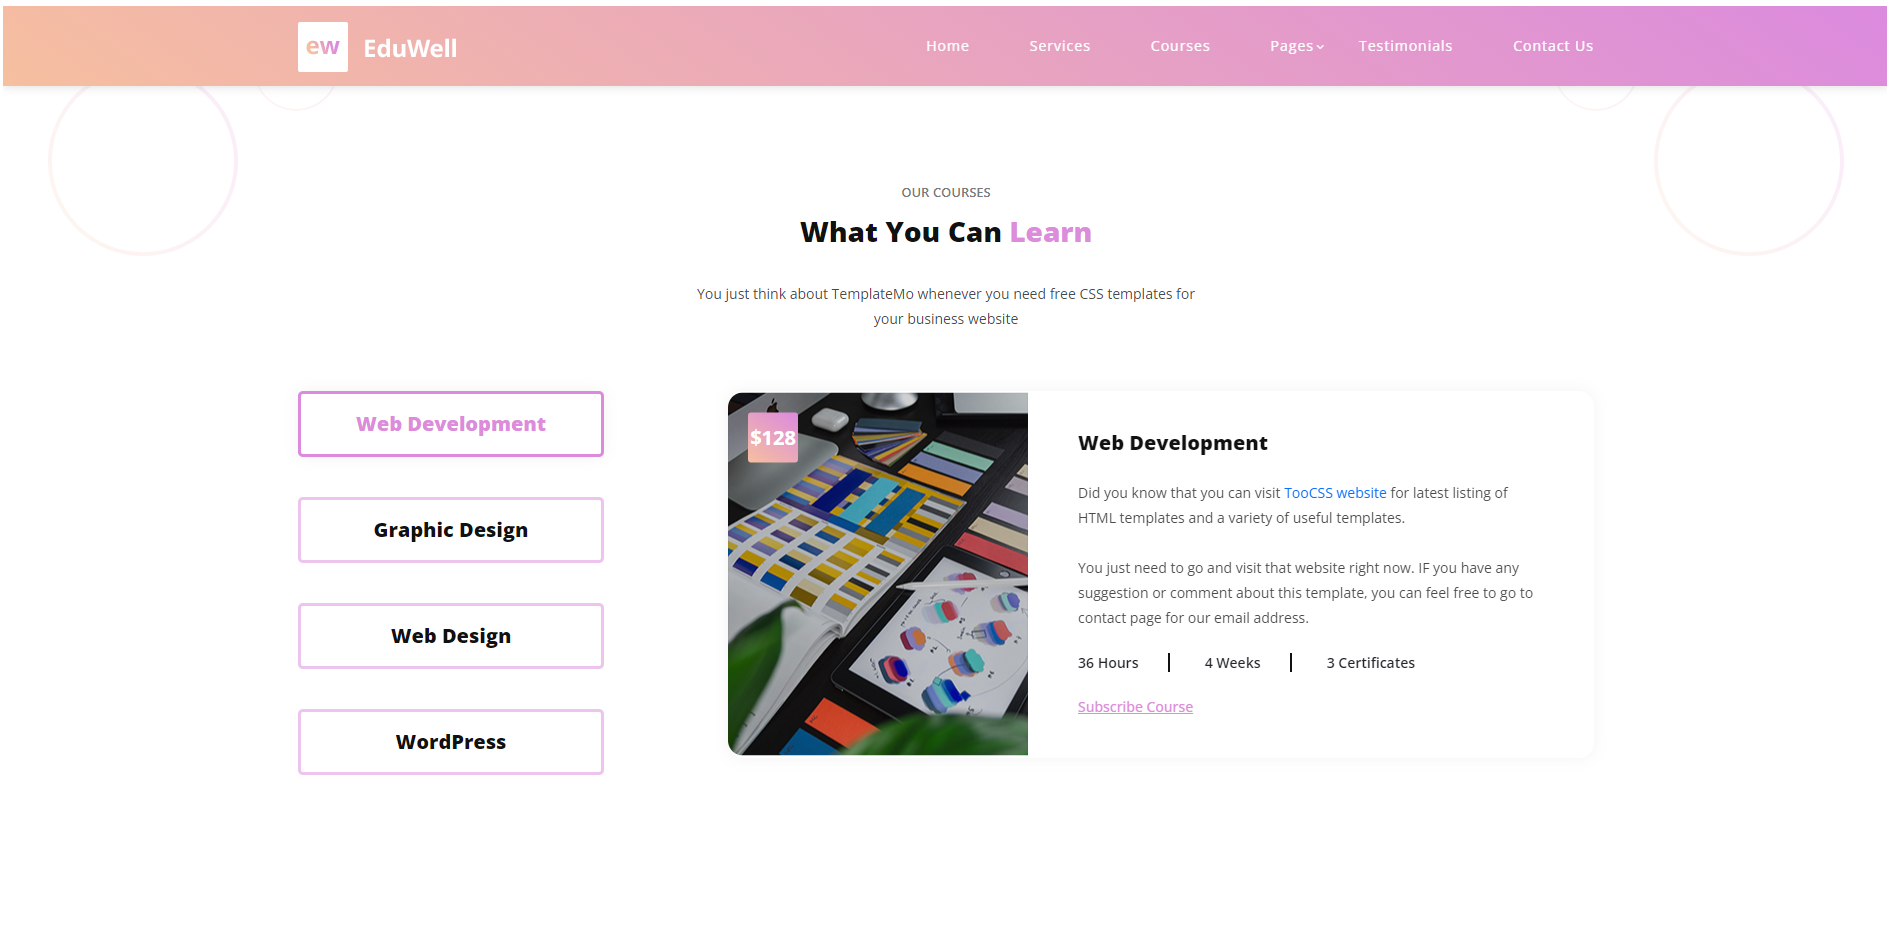 ew EduWell
Home Services Courses Pages Testimonials Contact Us
OUR COURSES
What You Can Learn
You just think about TemplateMo whenever you need free CSS templates for
your business website
Web Development
Graphic Design
Web Design
WordPress
$128
Web Development
Did you know that you can visit TooCSS website for latest listing of
HTML templates and a variety of useful templates.
You just need to go and visit that website right now. IF you have any
suggestion or comment about this template, you can feel free to go to
contact page for our email address.
36 Hours 4 Weeks 3 Certificates
Subscribe Course